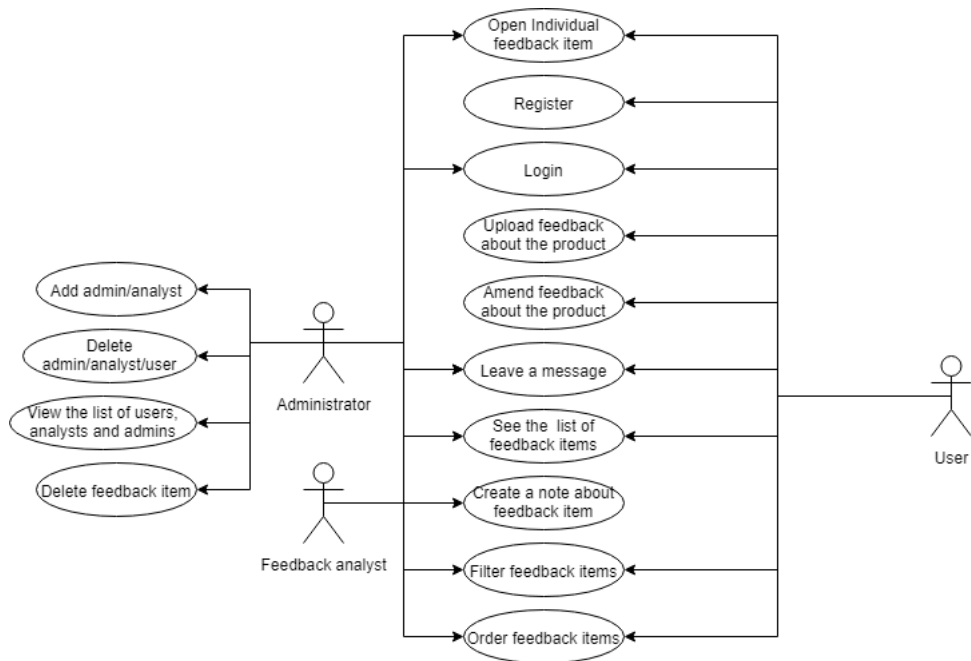 Open Individual
feedback item
Register
Login
Upload feedback
about the product
Amend feedback
about the product
Leave a message
See the list of
feedback items
Create a note about
feedback item
Filter feedback items
Order feedback items
Add admin/analyst
Delete
admin/analyst/user
View the list of users,
analysts and admins
Delete feedback item
Administrator
Feedback analyst
User